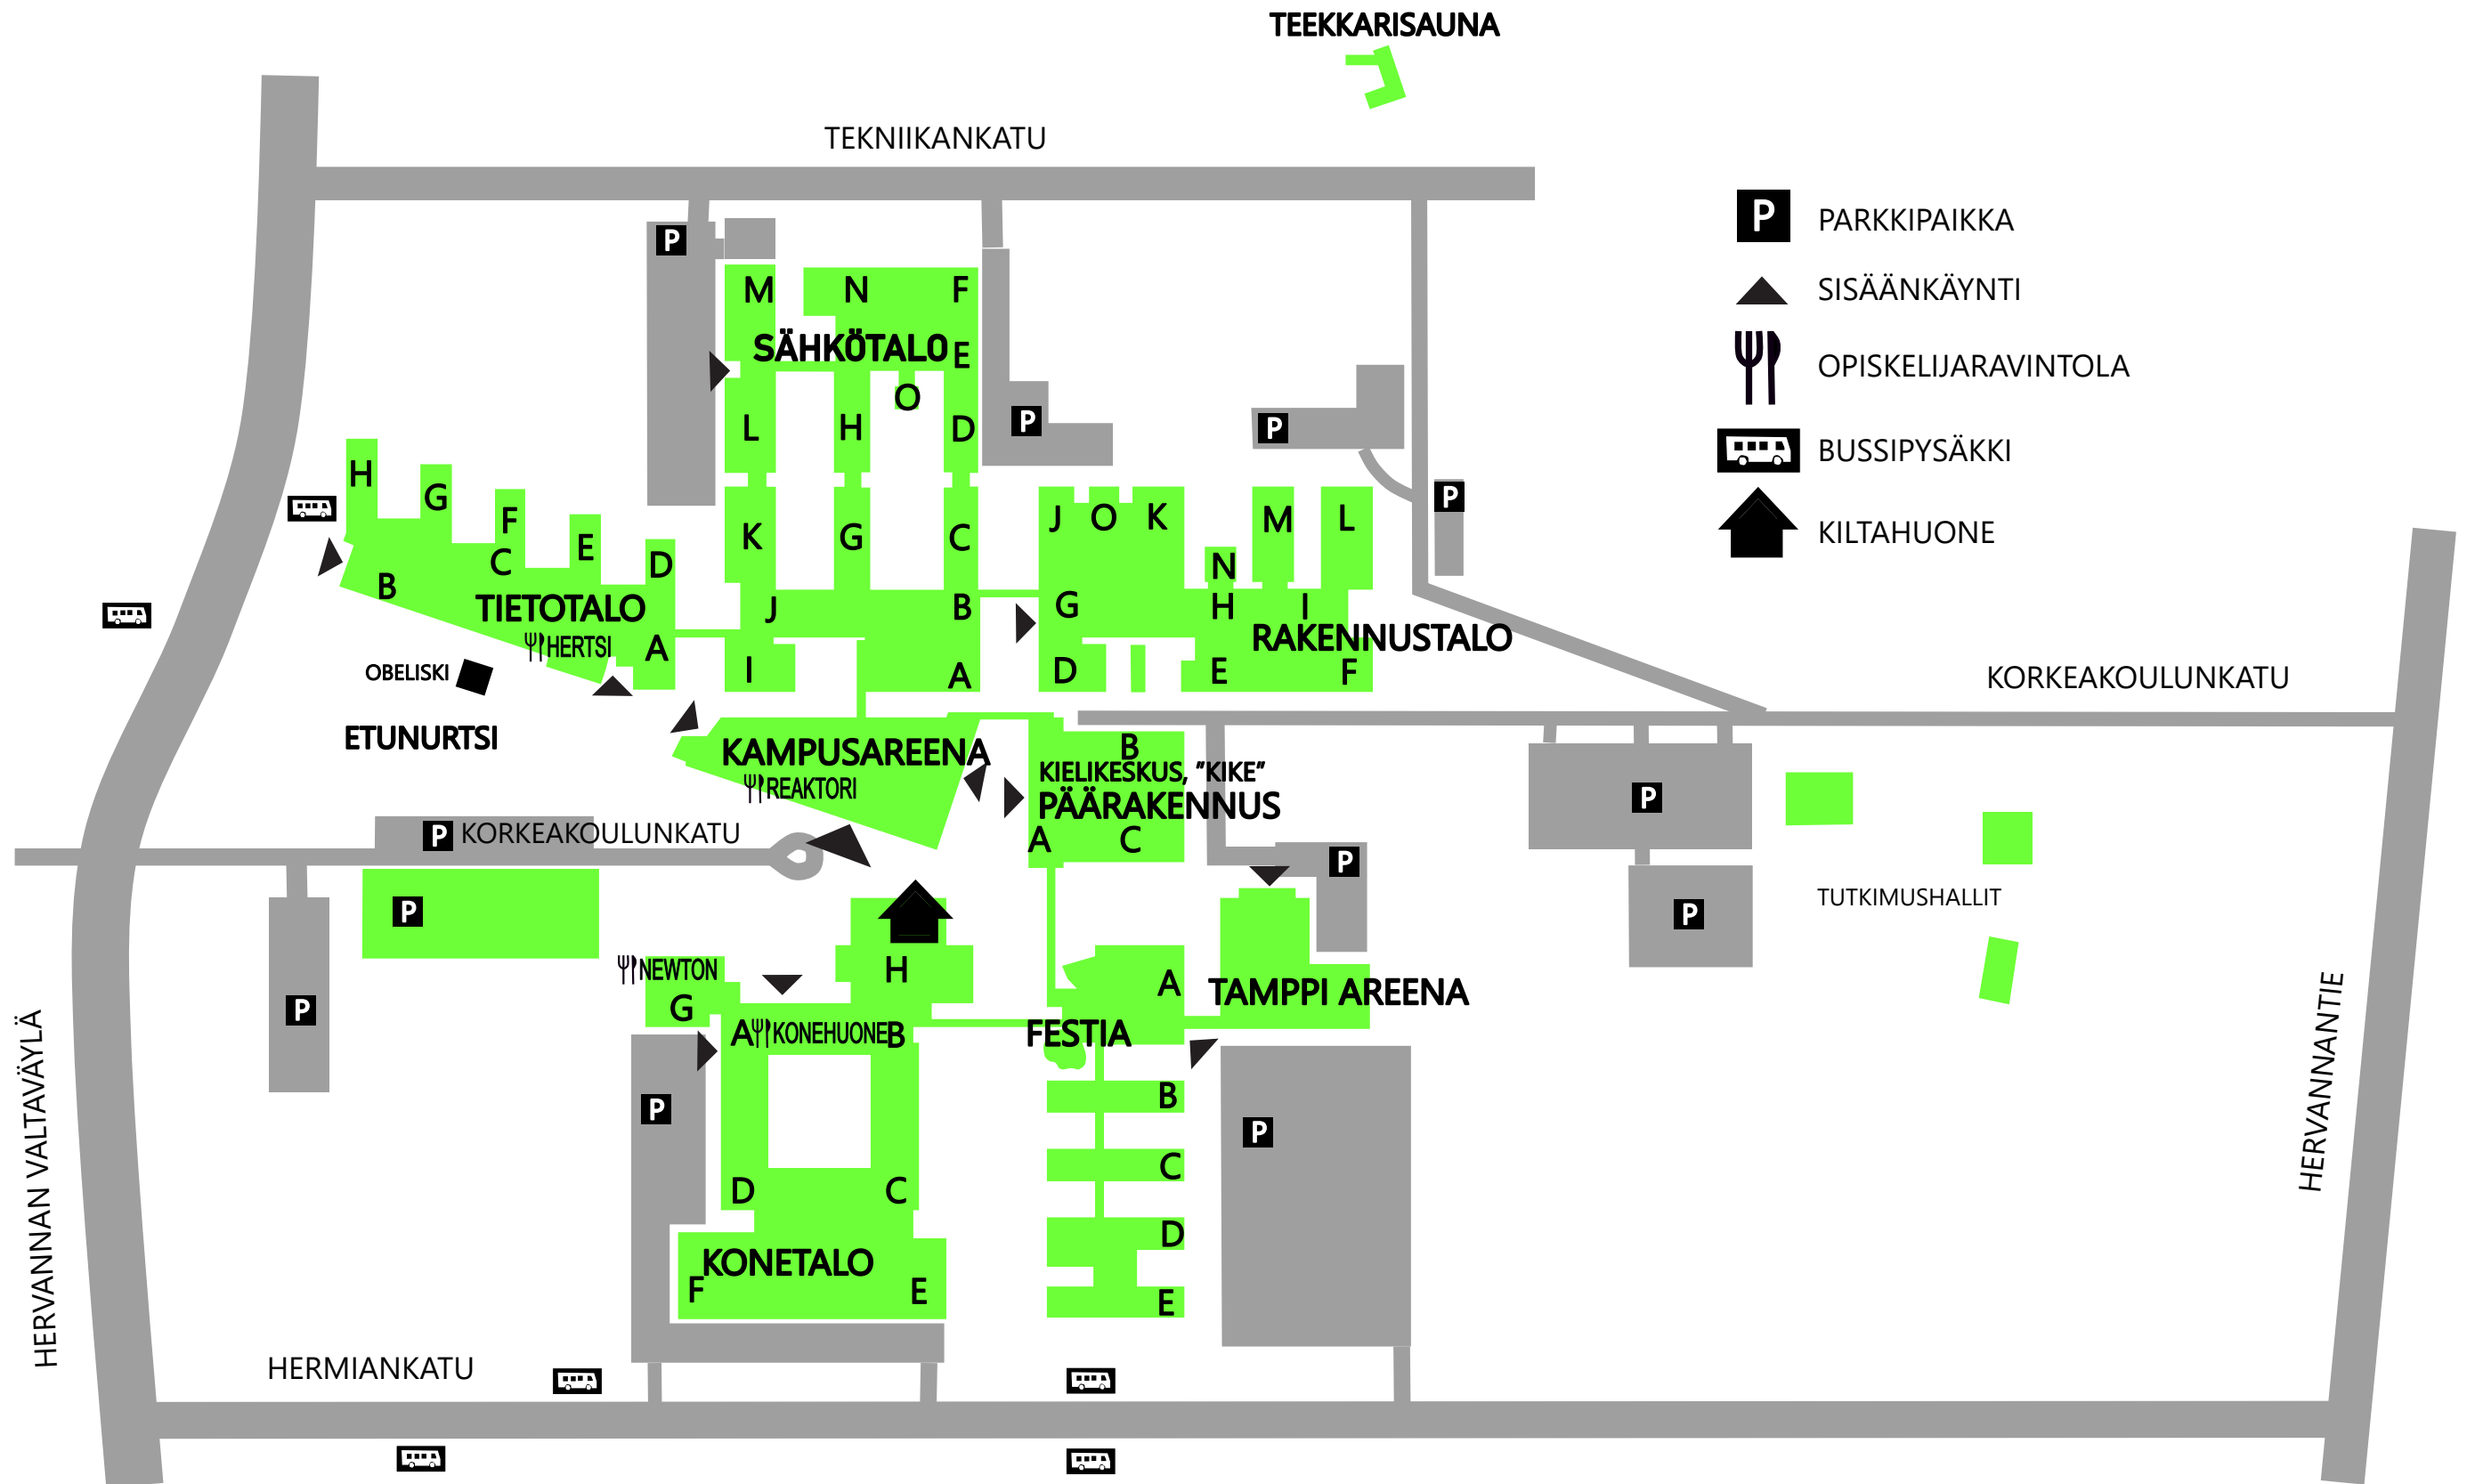 TEEKKARISAUNA
TEKNIIKANKATU
P
P
PARKKIPAIKKA
SISÄÄNKÄYNTI
OPISKELIJARAVINTOLA
BUSSIPYSÄKKI
KILTAHUONE
M N F
SÄHKÖTALO
E
O
L H D
P
P
P
K G C
J B
I A
H
G
F
E
D
C
B
TIETOTALO
HERTSI
A
OBELISKI
ETUNURTSI
J O K M L
N
G H I
RAKENNUSTALO
D E F
KORKEAKOULUNKATU
KAMPUSAREENA
REAKTORI
B
KIELIKESKUS, "KIKE"
PÄÄRAKENNUS
A C
P
P
P KORKEAKOULUNKATU
P
P
P
TUTKIMUSHALLIT
H
NEWTON
G
A KONEHUONE B
P
D C
KONETALO
F E
A
TAMPPI AREENA
FESTIA
B
C
D
E
P
HERVANNAN VALTAVÄYLÄ
HERVANNANTIE
HERMIANKATU